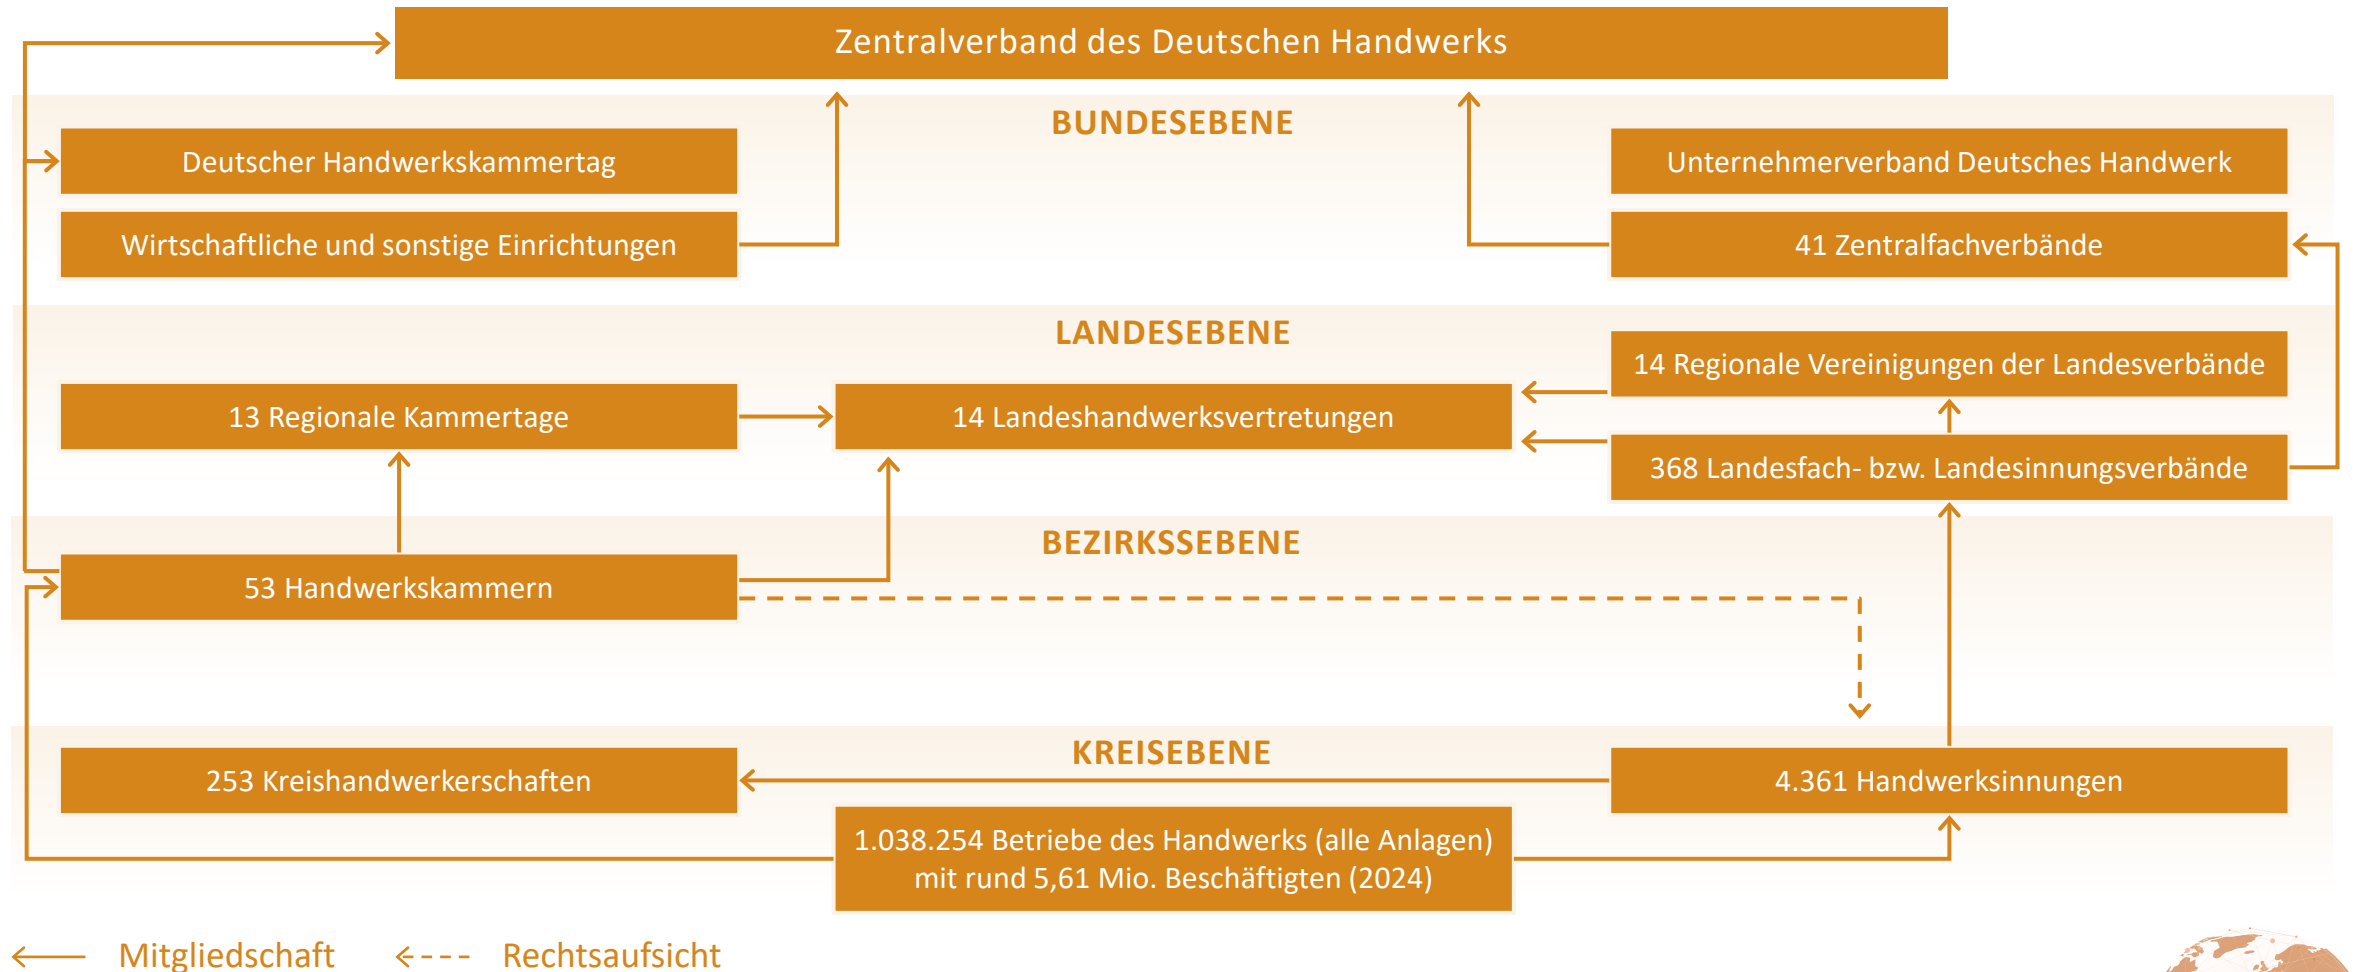 Zentralverband des Deutschen Handwerks
BUNDESEBENE
Deutscher Handwerkskammertag
Unternehmerverband Deutsches Handwerk
Wirtschaftliche und sonstige Einrichtungen
41 Zentralfachverbände
LANDESEBENE
14 Regionale Vereinigungen der Landesverbände
13 Regionale Kammertage
14 Landeshandwerksvertretungen
368 Landesfach- bzw. Landesinnungsverbände
BEZIRKSSEBENE
53 Handwerkskammern
KREISEBENE
253 Kreishandwerkerschaften
4.361 Handwerksinnungen
1.038.254 Betriebe des Handwerks (alle Anlagen)
mit rund 5,61 Mio. Beschäftigten (2024)
Mitgliedschaft
Rechtsaufsicht